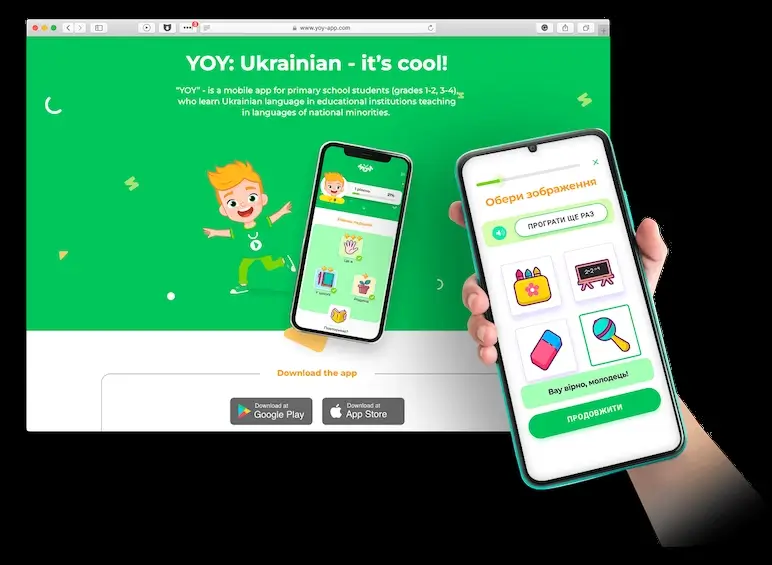 www.yoy-app.com
YOY: Ukrainian - it's cool!
"YOY" - is a mobile app for primary school students (grades 1-2, 3-4),
who learn Ukrainian language in educational institutions teaching
in languages of national minorities.
Обери зображення
ПРОГРАТИ ЩЕ РАЗ
2-2=?
Вау вірно, молодець!
ПРОДОВЖИТИ
Download the app
Download at
Google Play
Download at
App Store